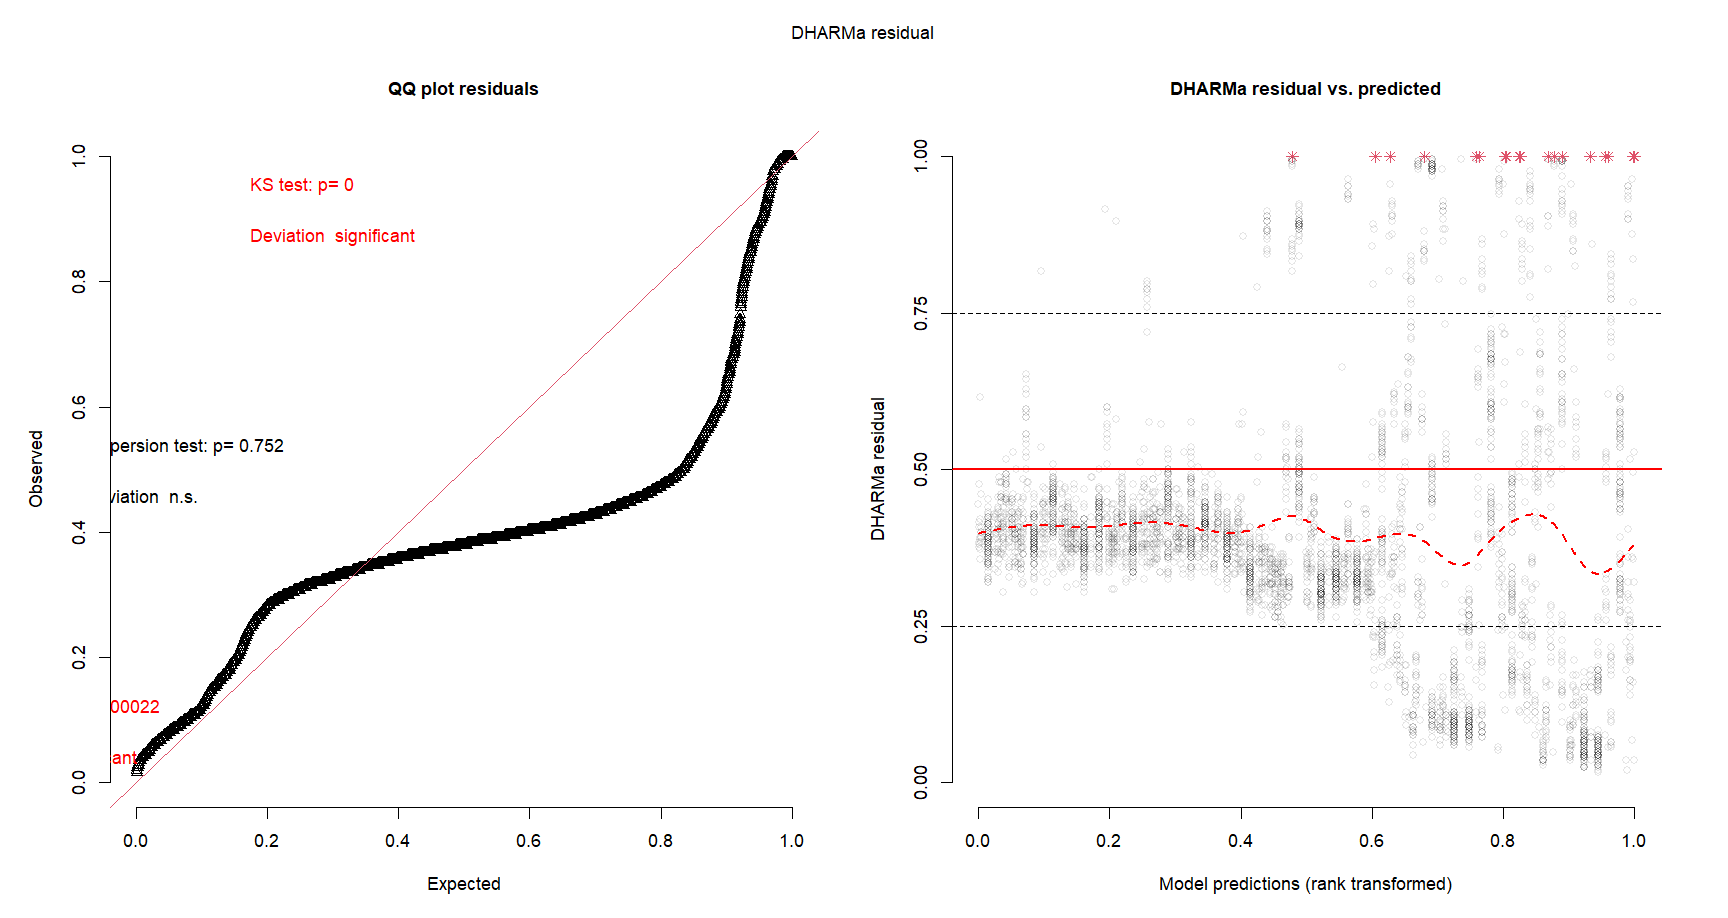 DHARMa residual
QQ plot residuals
KS test: p= 0
Deviation significant
persion test: p= 0.752
viation n.s.
00022
ant
Observed
0.0 0.2 0.4 0.6 0.8 1.0
0.0 0.2 0.4 0.6 0.8 1.0
Expected
DHARMa residual vs. predicted
DHARMa residual
0.00 0.25 0.50 0.75 1.00
0.0 0.2 0.4 0.6 0.8 1.0
Model predictions (rank transformed)